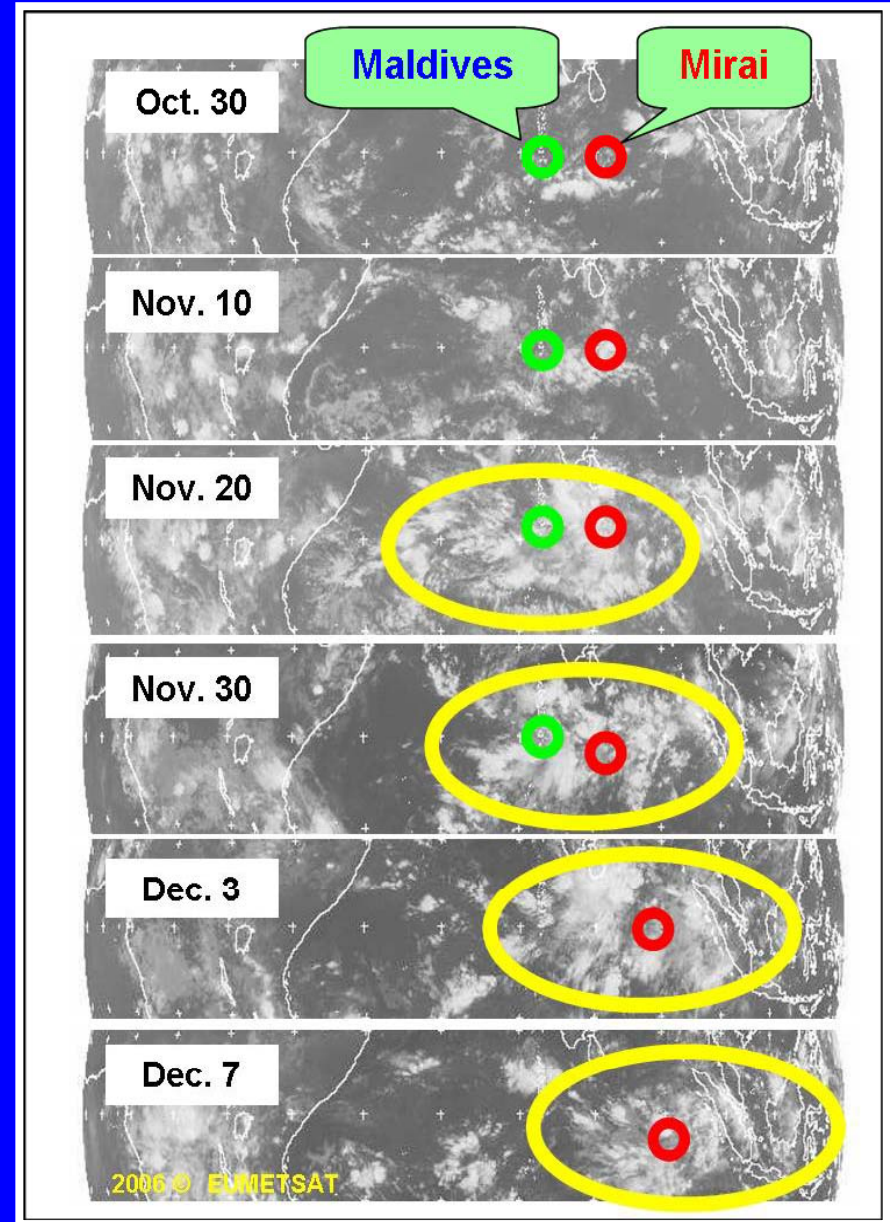 Maldives
Mirai
Oct. 30
Nov. 10
Nov. 20
Nov. 30
Dec. 3
Dec. 7
2006 © EUMETSAT